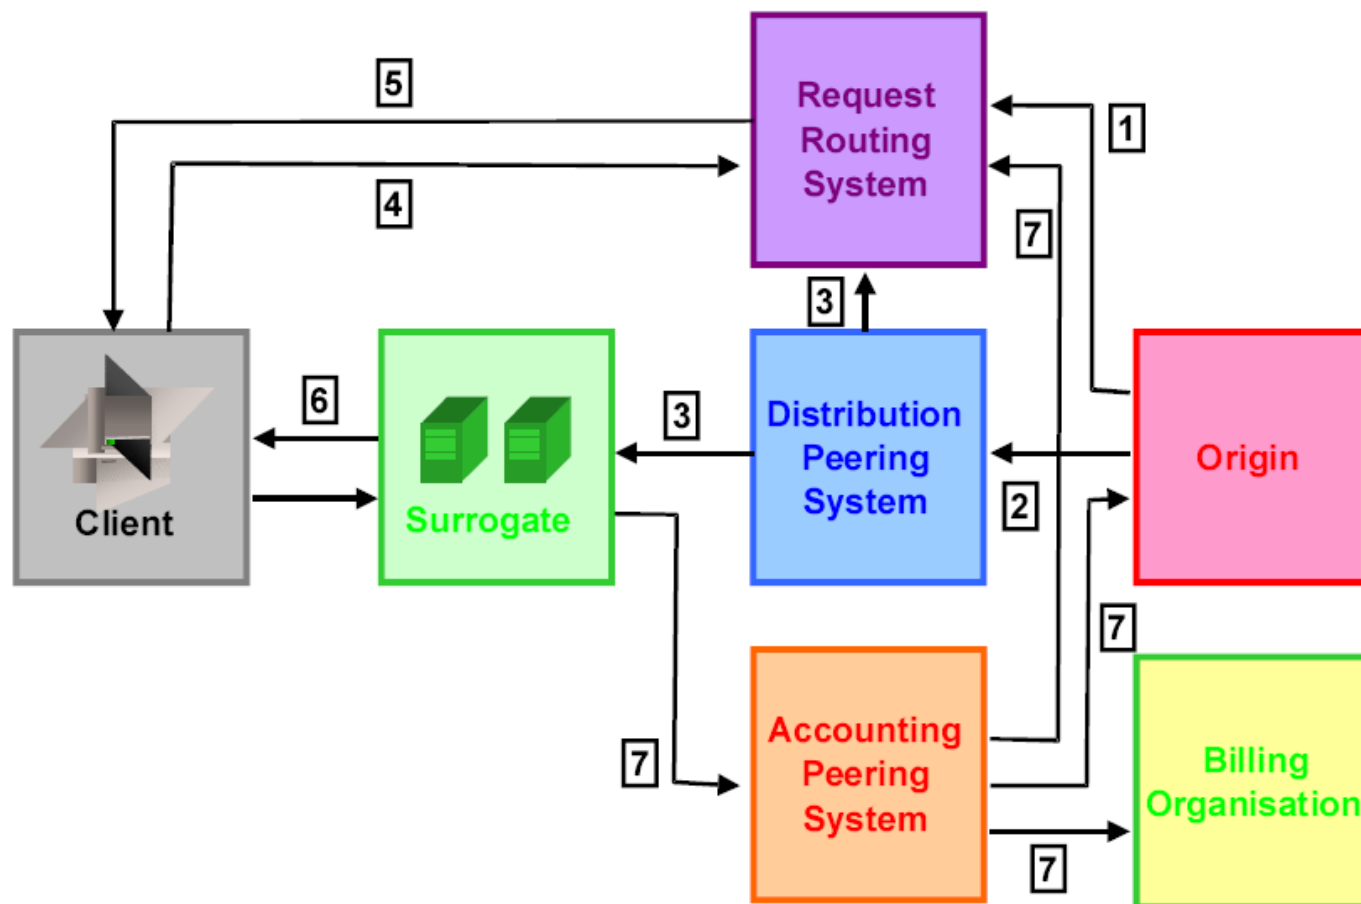 5
Request
Routing
System
1
4
7
3
Client
6
Surrogate
3
Distribution
Peering
System
2
Origin
7
7
Accounting
Peering
System
7
Billing
Organisation